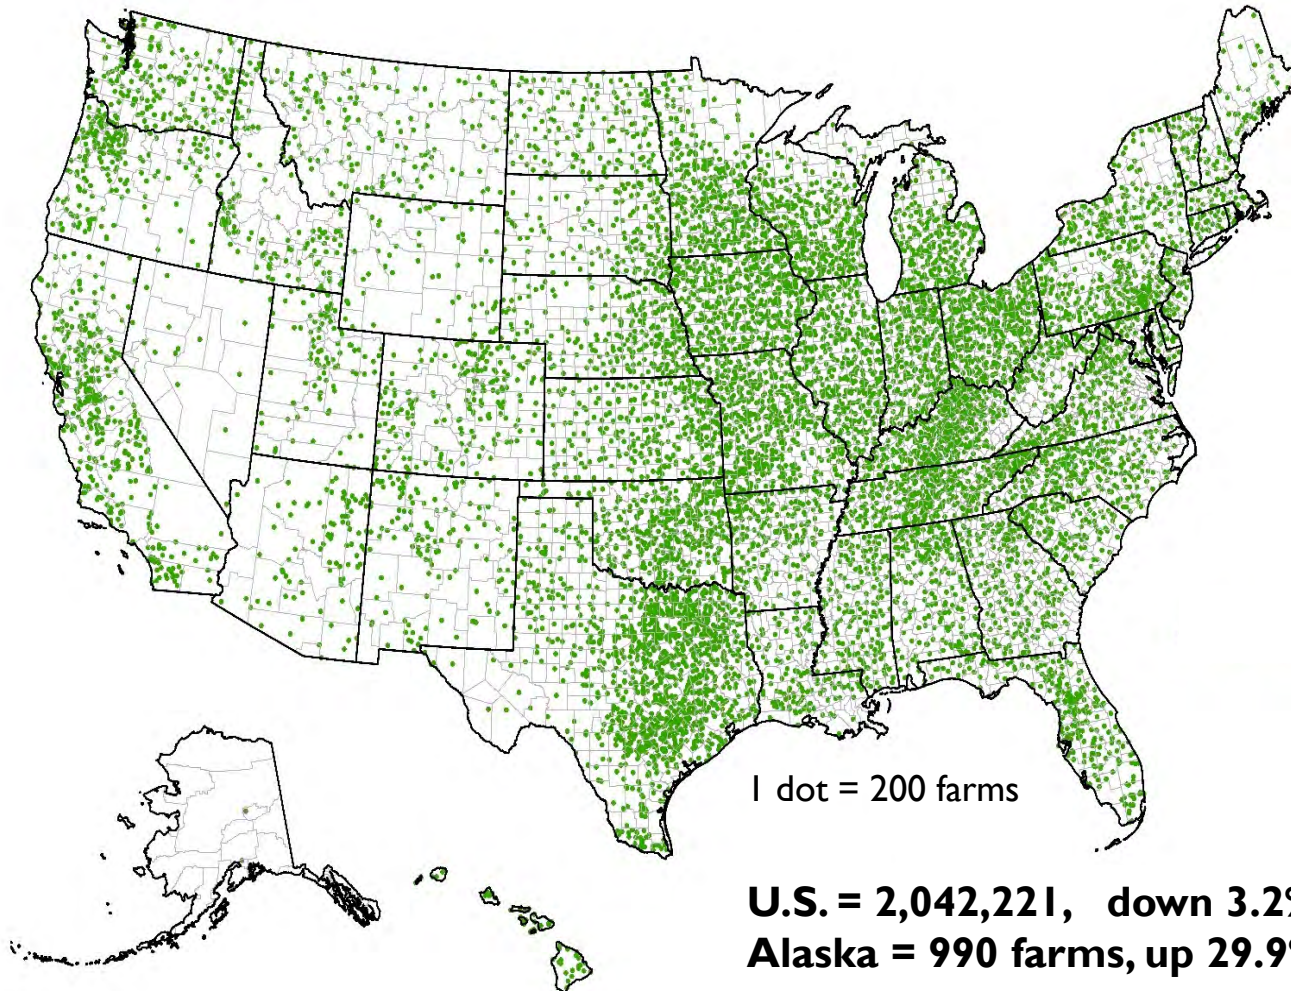 1 dot = 200 farms
U.S. = 2,042,221, down 3.2%
Alaska = 990 farms, up 29.9%